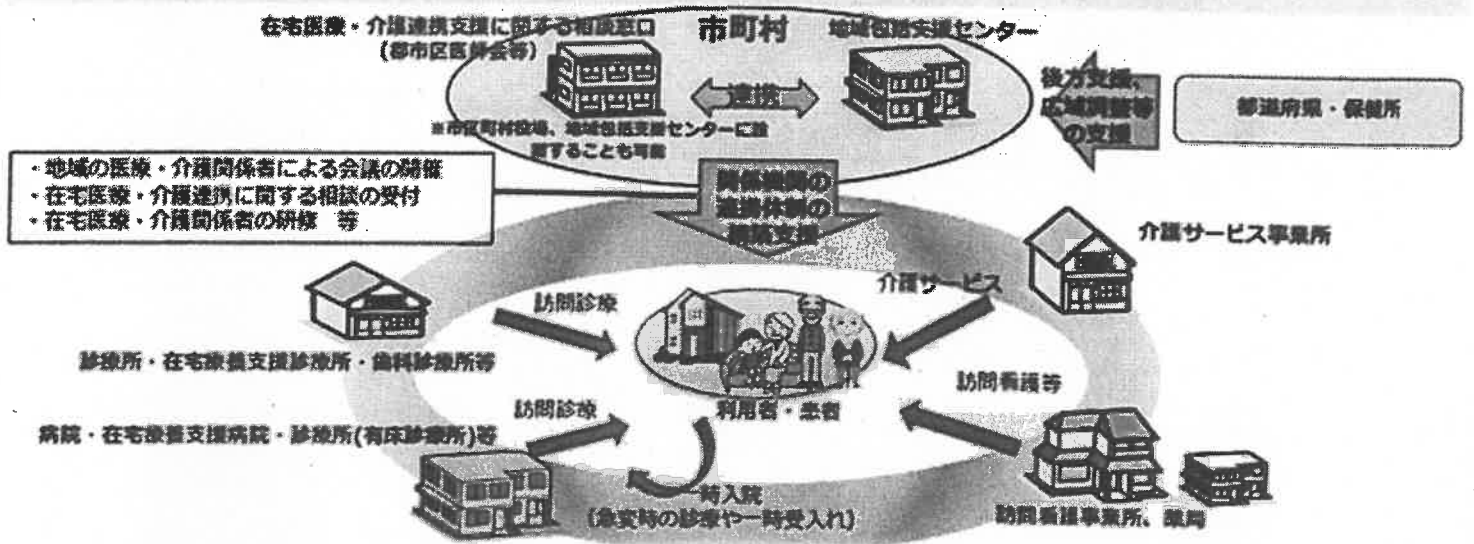 在宅医療・介護連携支援に関する相談窓口
(郡市区医師会等)
市町村
地域包括支援センター
連携
※市区町村役場、地域包括支援センターに設
置することも可能
後方支援、
広域調整等
の支援
都道府県・保健所
・地域の医療・介護関係者による会議の開催
・在宅医療・介護連携に関する相談の受付
・在宅医療・介護関係者の研修 等
関係機関の
連携体制の
構築支援
介護サービス事業所
訪問診療
介護サービス
診療所・在宅療養支援診療所・歯科診療所等
利用者・患者
訪問看護等
訪問診療
病院・在宅療養支援病院・診療所(有床診療所)等
一時入院
(急変時の診療や一時受入れ)
訪問看護事業所、薬局